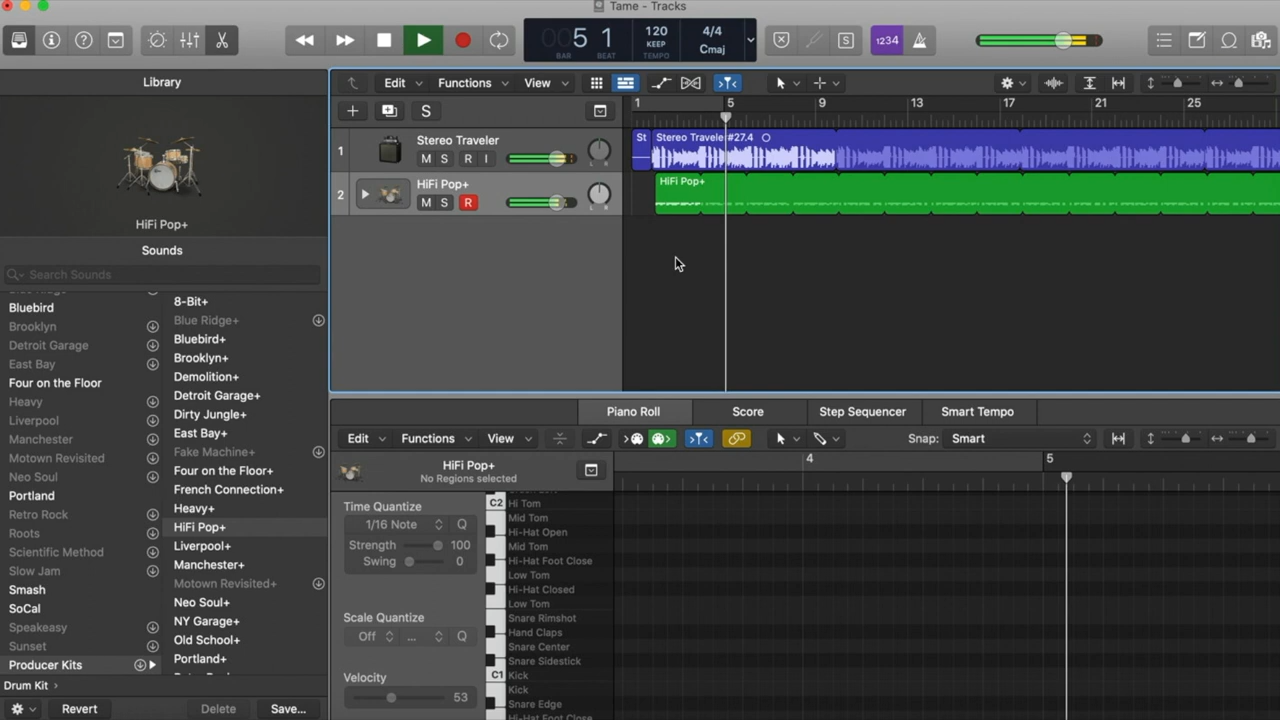 Tame - Tracks
00 5 1
BAR BEAT
120
KEEP
TEMPO
4/4
Cmaj
1234
Library
HiFi Pop+
Sounds
Search Sounds
Bluebird
Brooklyn
Detroit Garage
East Bay
Four on the Floor
Heavy
Liverpool
Manchester
Motown Revisited
Neo Soul
Portland
Retro Rock
Roots
Scientific Method
Slow Jam
Smash
SoCal
Speakeasy
Sunset
Producer Kits
8-Bit+
Blue Ridge+
Bluebird+
Brooklyn+
Demolition+
Detroit Garage+
Dirty Jungle+
East Bay+
Fake Machine+
Four on the Floor+
French Connection+
Heavy+
HiFi Pop+
Liverpool+
Manchester+
Motown Revisited+
Neo Soul+
NY Garage+
Old School+
Portland+
Drum Kit
Revert Delete Save...
Edit Functions View
S
1 5 9 13 17 21 25
1 Stereo Traveler
M S R I
L R
St Stereo Traveler #27.4
2 HiFi Pop+
M S R
L R
HiFi Pop+
Piano Roll Score Step Sequencer Smart Tempo
Edit Functions View Snap: Smart
HiFi Pop+
No Regions selected
4 5
Time Quantize
1/16 Note Q
Strength 100
Swing 0
Scale Quantize
Off ... Q
Velocity
53
C2 Hi Tom
Mid Tom
Hi-Hat Open
Mid Tom
Hi-Hat Foot Close
Low Tom
Hi-Hat Closed
Low Tom
Snare Rimshot
Hand Claps
Snare Center
Snare Sidestick
C1 Kick
Kick
Snare Edge
Hi-Hat Foot Close